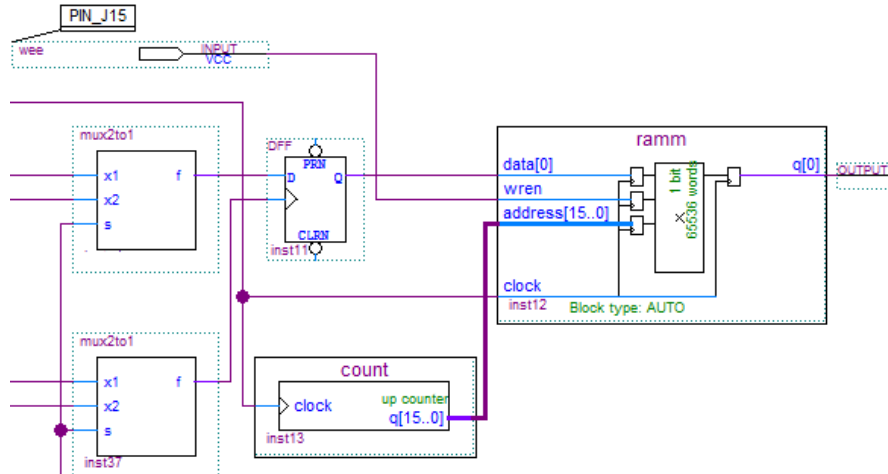 PIN_J15
wee
INPUT
VCC
mux2to1
x1
x2
s
f
DFF
PRN
D
Q
CLRN
inst11
ramm
data[0]
wren
address[15..0]
clock
inst12
1 bit
65536 words
Block type: AUTO
q[0]
OUTPUT
mux2to1
x1
x2
s
f
inst37
count
up counter
clock
q[15..0]
inst13